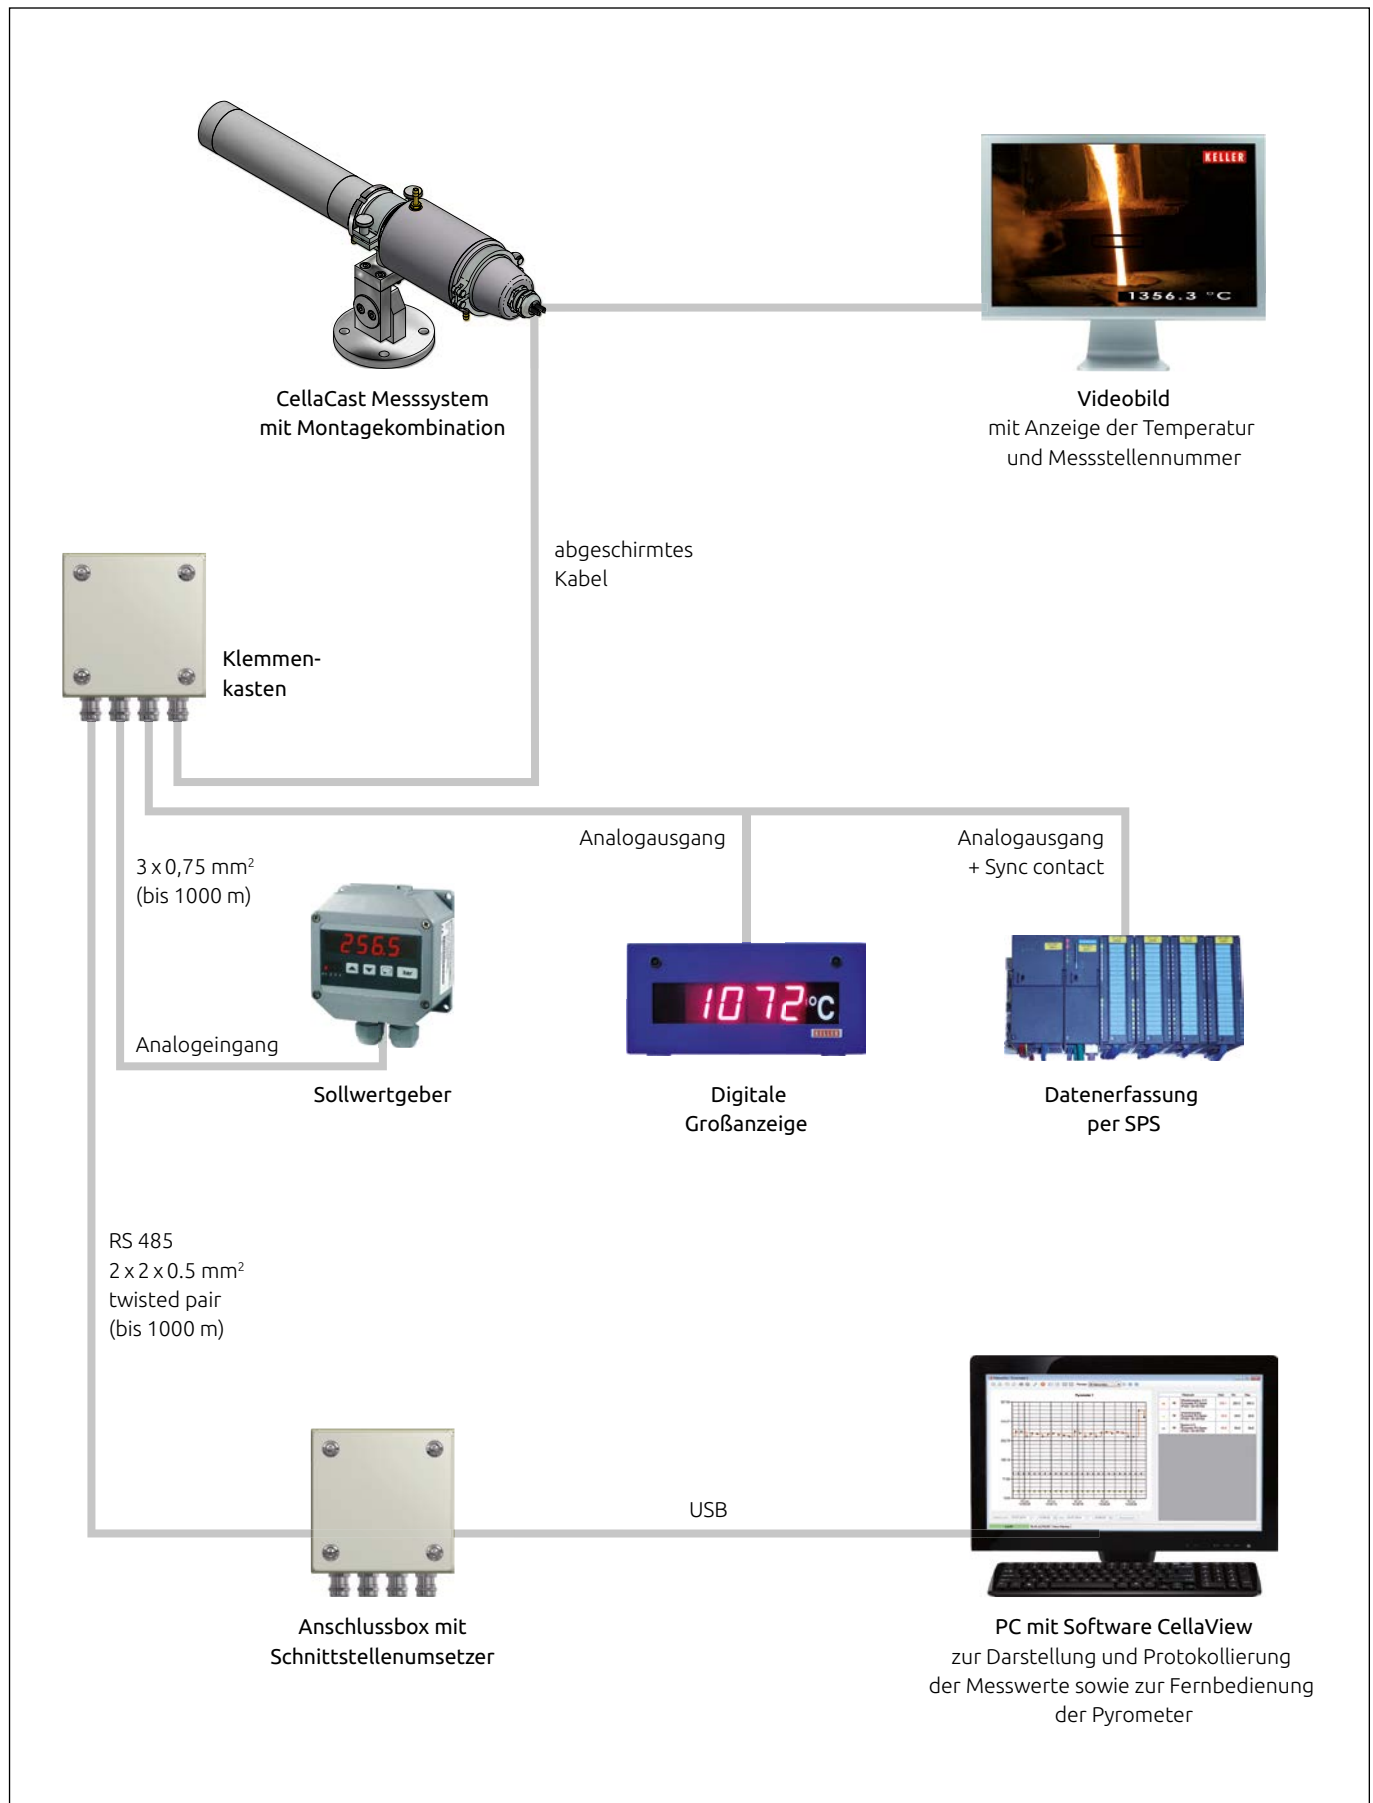 KELLER
1356.3 °C
CellaCast Messsystem
mit Montagekombination
Videobild
mit Anzeige der Temperatur
und Messstellennummer
abgeschirmtes
Kabel
Klemmen-
kasten
Analogausgang
Analogausgang
+ Sync contact
3 x 0,75 mm²
(bis 1000 m)
256.5
bar
1072 °C
KELLER
Analogeingang
Sollwertgeber
Digitale
Großanzeige
Datenerfassung
per SPS
RS 485
2 x 2 x 0.5 mm²
twisted pair
(bis 1000 m)
USB
Anschlussbox mit
Schnittstellenumsetzer
PC mit Software CellaView
zur Darstellung und Protokollierung
der Messwerte sowie zur Fernbedienung
der Pyrometer